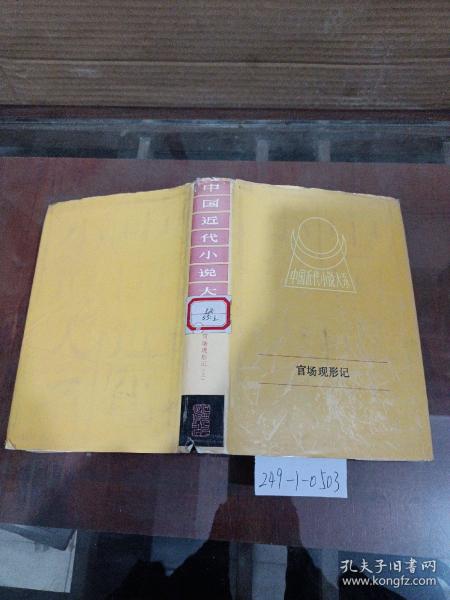 中国近代小说大
官场现形记(上)
中国近代小说大系
官场现形记
249-1-0503
孔夫子旧书网
www.kongfz.com